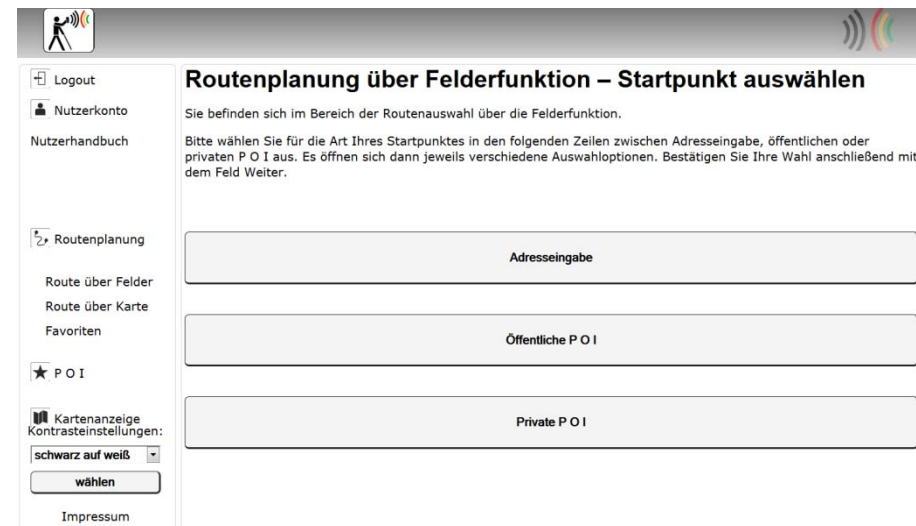 Logout
Nutzerkonto
Nutzerhandbuch
Routenplanung
Route über Felder
Route über Karte
Favoriten
P O I
Kartenanzeige
Kontrasteinstellungen:
schwarz auf weiß
wählen
Impressum
Routenplanung über Felderfunktion – Startpunkt auswählen
Sie befinden sich im Bereich der Routenauswahl über die Felderfunktion.
Bitte wählen Sie für die Art Ihres Startpunktes in den folgenden Zeilen zwischen Adresseingabe, öffentlichen oder
privaten P O I aus. Es öffnen sich dann jeweils verschiedene Auswahloptionen. Bestätigen Sie Ihre Wahl anschließend mit
dem Feld Weiter.
Adresseingabe
Öffentliche P O I
Private P O I